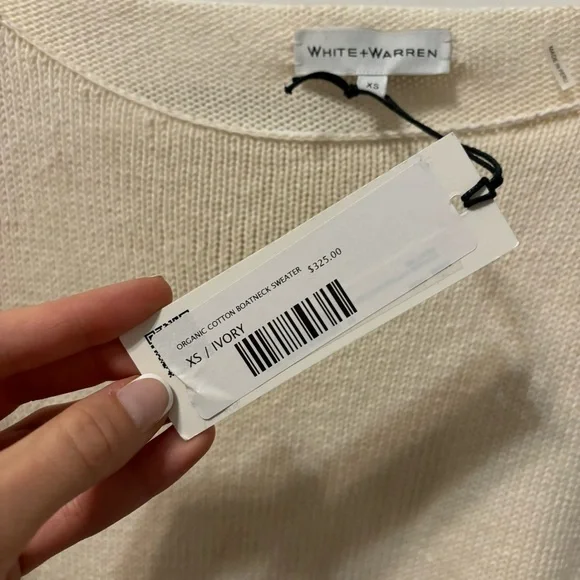 WHITE+WARREN
XS
ORGANIC COTTON BOATNECK SWEATER $325.00
XS / IVORY